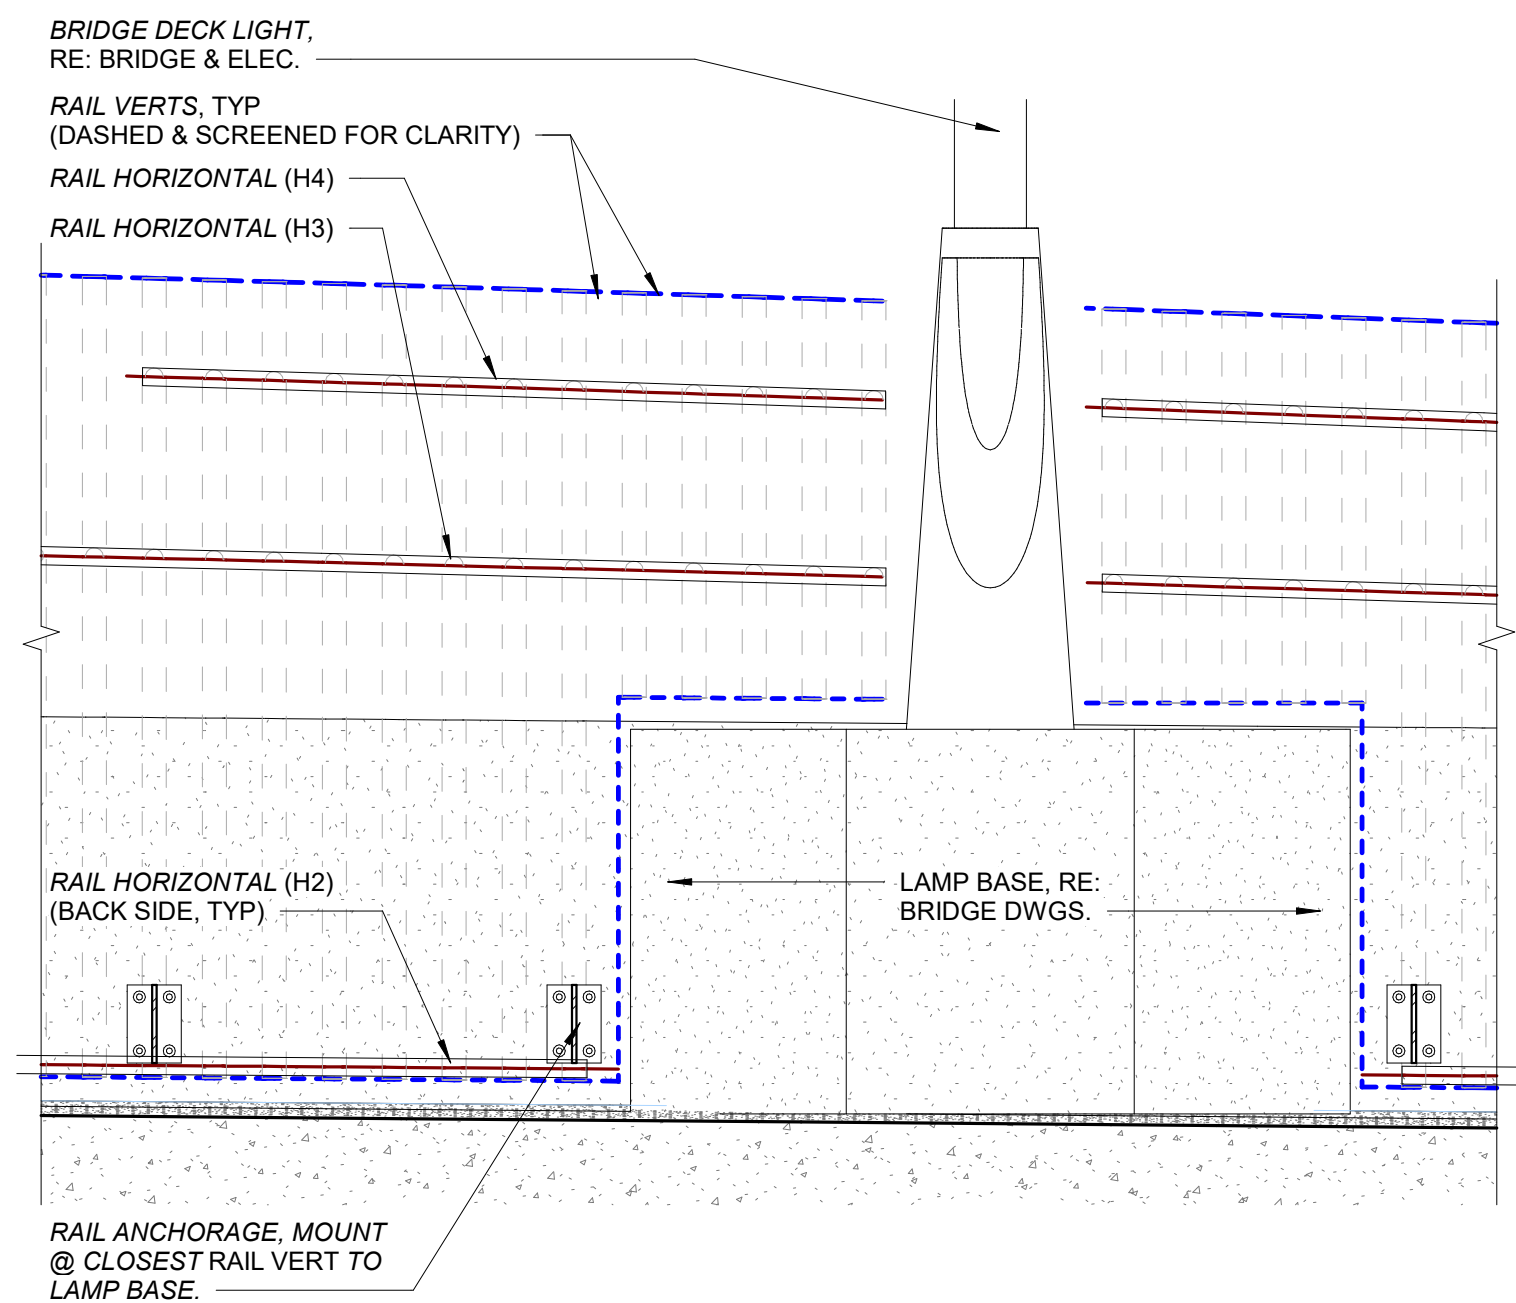 BRIDGE DECK LIGHT,
RE: BRIDGE & ELEC.
RAIL VERTS, TYP
(DASHED & SCREENED FOR CLARITY)
RAIL HORIZONTAL (H4)
RAIL HORIZONTAL (H3)
RAIL HORIZONTAL (H2)
(BACK SIDE, TYP)
LAMP BASE, RE:
BRIDGE DWGS.
RAIL ANCHORAGE, MOUNT
@ CLOSEST RAIL VERT TO
LAMP BASE.